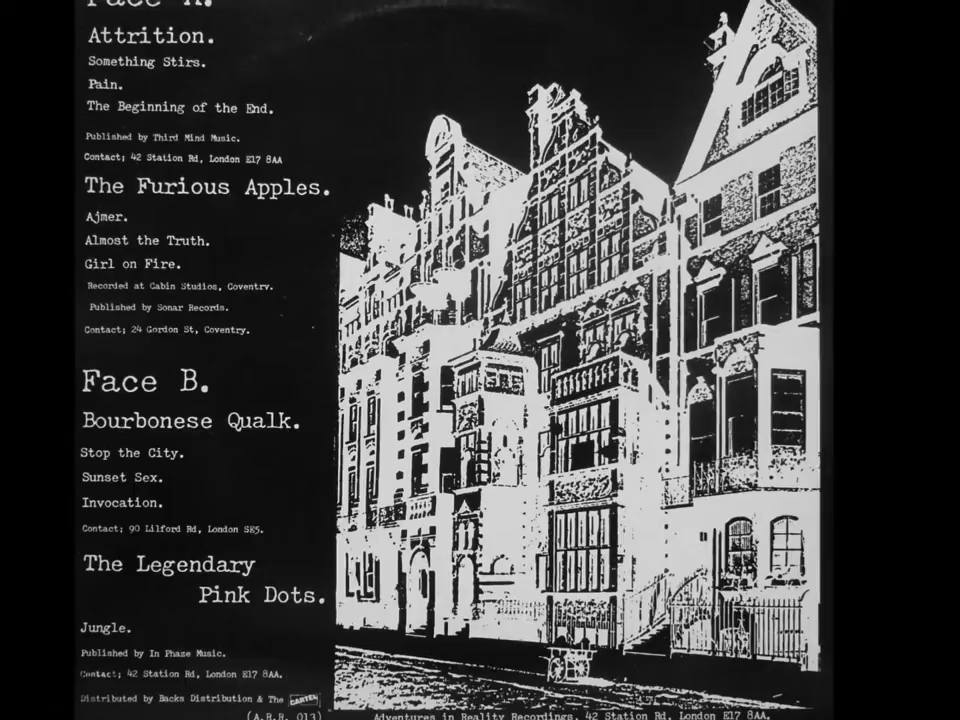 Face A.
Attrition.
Something Stirs.
Pain.
The Beginning of the End.
Published by Third Mind Music.
Contact; 42 Station Rd, London E17 8AA
The Furious Apples.
Ajmer.
Almost the Truth.
Girl on Fire.
Recorded at Cabin Studios, Coventry.
Published by Sonar Records.
Contact; 24 Gordon St, Coventry.
Face B.
Bourbonese Qualk.
Stop the City.
Sunset Sex.
Invocation.
Contact; 90 Lilford Rd, London SE5.
The Legendary
Pink Dots.
Jungle.
Published by In Phaze Music.
Contact; 42 Station Rd, London E17 8AA.
Distributed by Backs Distribution & The CARTEL
(A.R.R. 013)
Adventures in Reality Recordings, 42 Station Rd, London E17 8AA.